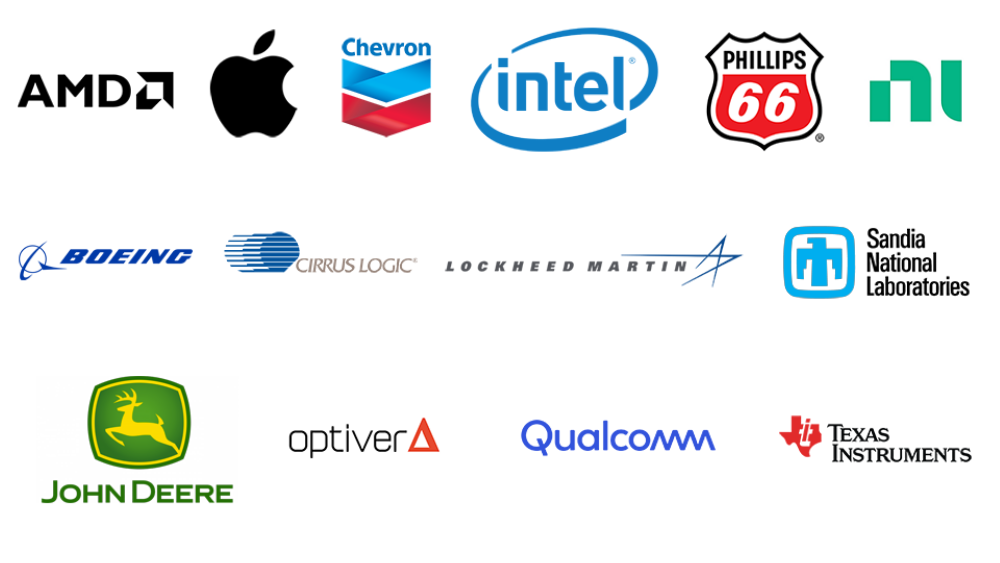 AMD
Chevron
intel®
PHILLIPS
66®
nı
BOEING
CIRRUS LOGIC®
LOCKHEED MARTIN
Sandia
National
Laboratories
JOHN DEERE
optiver
Qualcomm
TEXAS
INSTRUMENTS